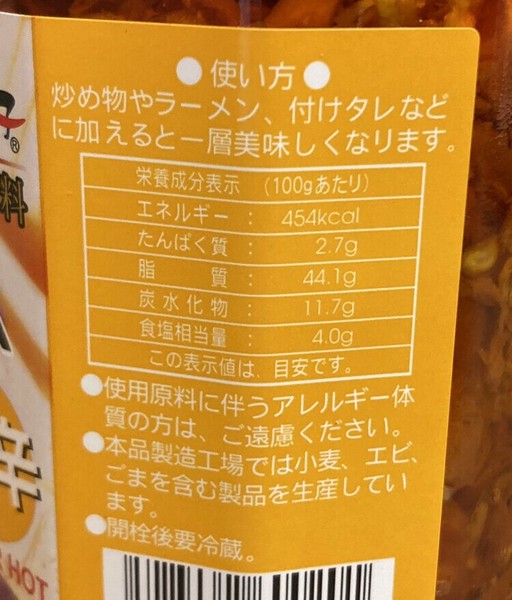 ●使い方●
炒め物やラーメン、付けタレなど
に加えると一層美味しくなります。
栄養成分表示 (100gあたり)
エネルギー : 454kcal
たんぱく質 : 2.7g
脂 質 : 44.1g
炭水化物 : 11.7g
食塩相当量 : 4.0g
この表示値は、目安です。
●使用原料に伴うアレルギー体
質の方は、ご遠慮ください。
●本品製造工場では小麦、エビ、
ごまを含む製品を生産してい
ます。
●開栓後要冷蔵。
料
辛
HOT